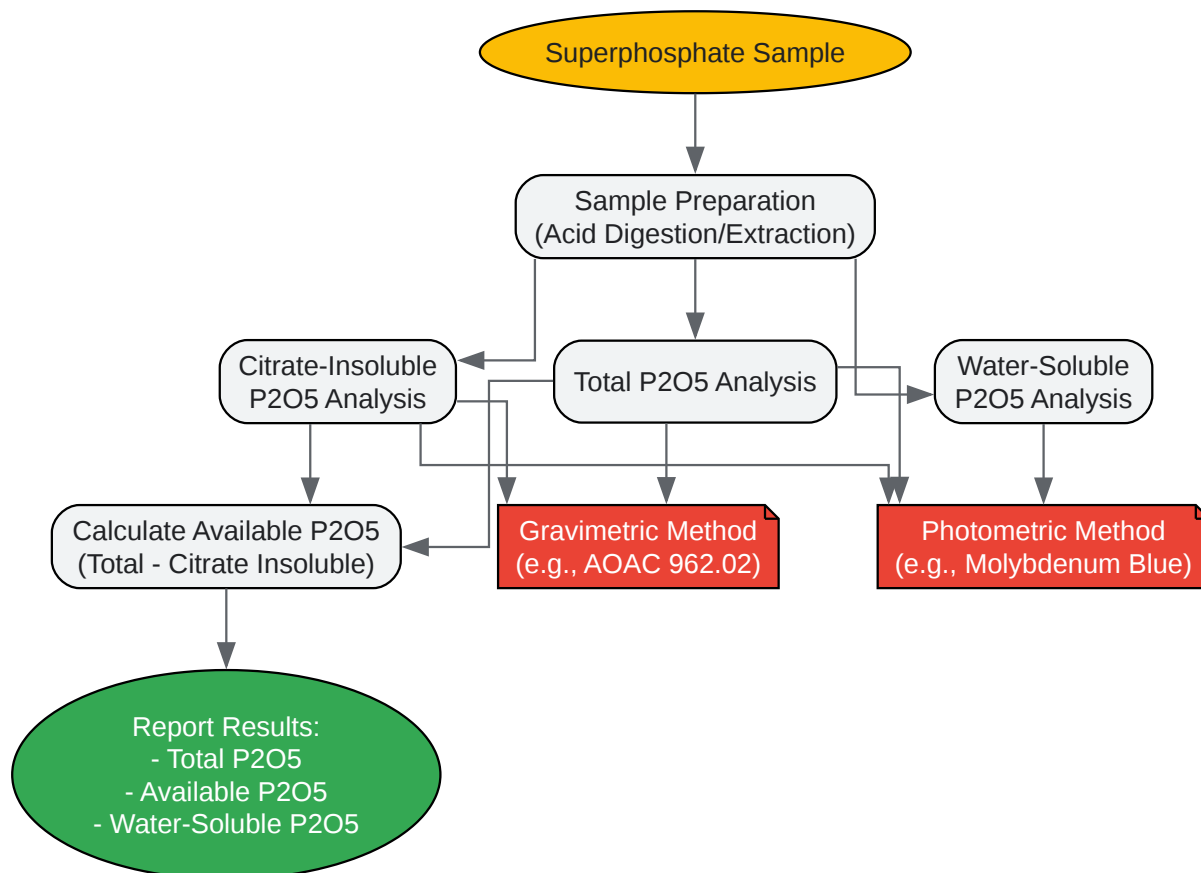 Superphosphate Sample
Sample Preparation
(Acid Digestion/Extraction)
Citrate-Insoluble
P2O5 Analysis
Total P2O5 Analysis
Water-Soluble
P2O5 Analysis
Calculate Available P2O5
(Total - Citrate Insoluble)
Gravimetric Method
(e.g., AOAC 962.02)
Photometric Method
(e.g., Molybdenum Blue)
Report Results:
- Total P2O5
- Available P2O5
- Water-Soluble P2O5